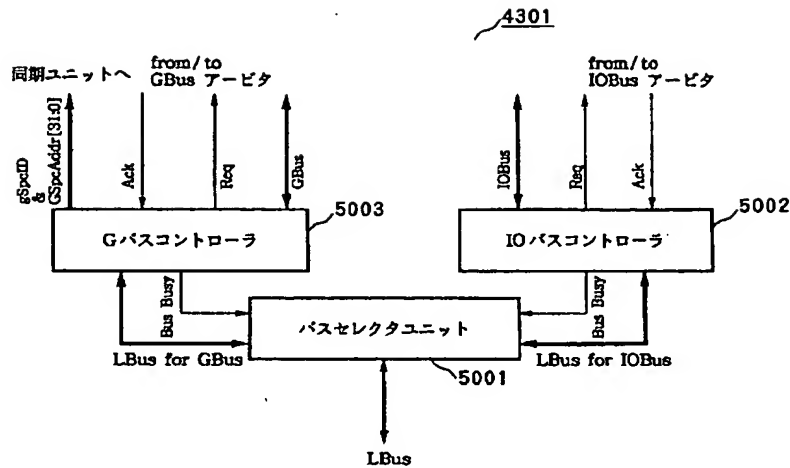 4301
同期ユニットへ
from/to
GBus アービタ
from/to
IOBus アービタ
gSpcID
&
GSpcAddr[31:0]
Ack
Req
GBus
IOBus
Req
Ack
5003
Gバスコントローラ
5002
IOバスコントローラ
Bus Busy
Bus Busy
バスセレクタユニット
LBus for GBus
5001
LBus for IOBus
LBus